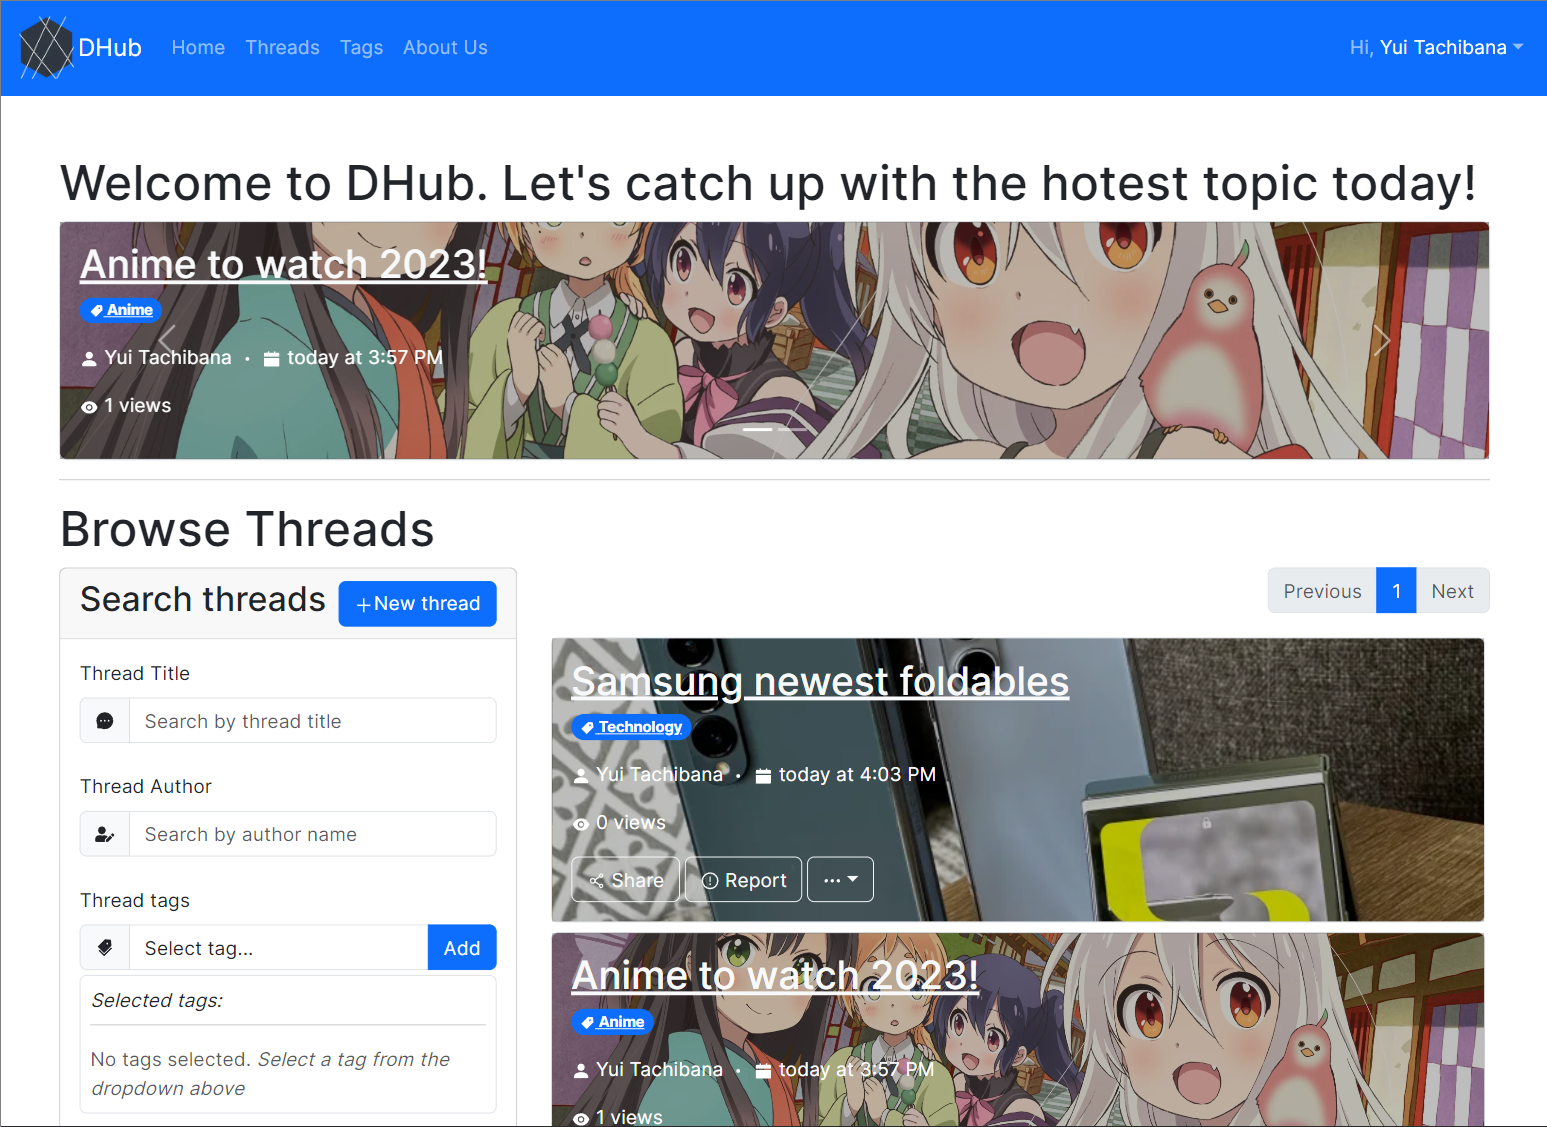 DHub Home Threads Tags About Us Hi, Yui Tachibana
Welcome to DHub. Let's catch up with the hotest topic today!
Anime to watch 2023!
Anime
Yui Tachibana • today at 3:57 PM
1 views
Browse Threads
Search threads
+New thread
Thread Title
Search by thread title
Thread Author
Search by author name
Thread tags
Select tag...
Add
Selected tags:
No tags selected. Select a tag from the
dropdown above
Previous 1 Next
Samsung newest foldables
Technology
Yui Tachibana • today at 4:03 PM
0 views
Share Report ...
Anime to watch 2023!
Anime
Yui Tachibana • today at 3:57 PM
1 views